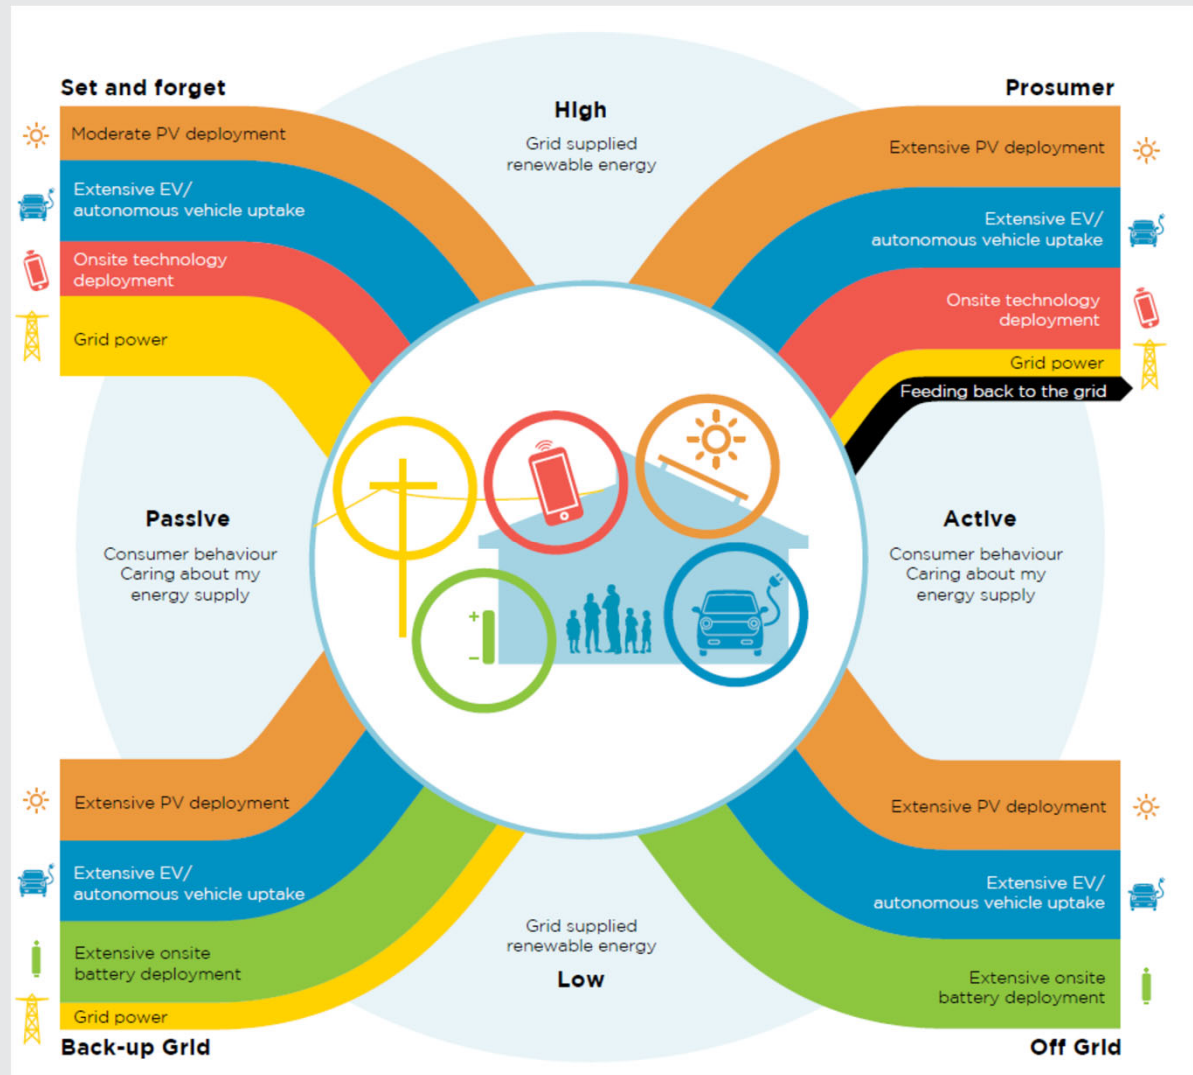 Set and forget
Moderate PV deployment
Extensive EV/
autonomous vehicle uptake
Onsite technology
deployment
Grid power
High
Grid supplied
renewable energy
Prosumer
Extensive PV deployment
Extensive EV/
autonomous vehicle uptake
Onsite technology
deployment
Grid power
Feeding back to the grid
Passive
Consumer behaviour
Caring about my
energy supply
+
−
Active
Consumer behaviour
Caring about my
energy supply
Extensive PV deployment
Extensive EV/
autonomous vehicle uptake
Extensive onsite
battery deployment
Grid power
Back-up Grid
Grid supplied
renewable energy
Low
Extensive PV deployment
Extensive EV/
autonomous vehicle uptake
Extensive onsite
battery deployment
Off Grid